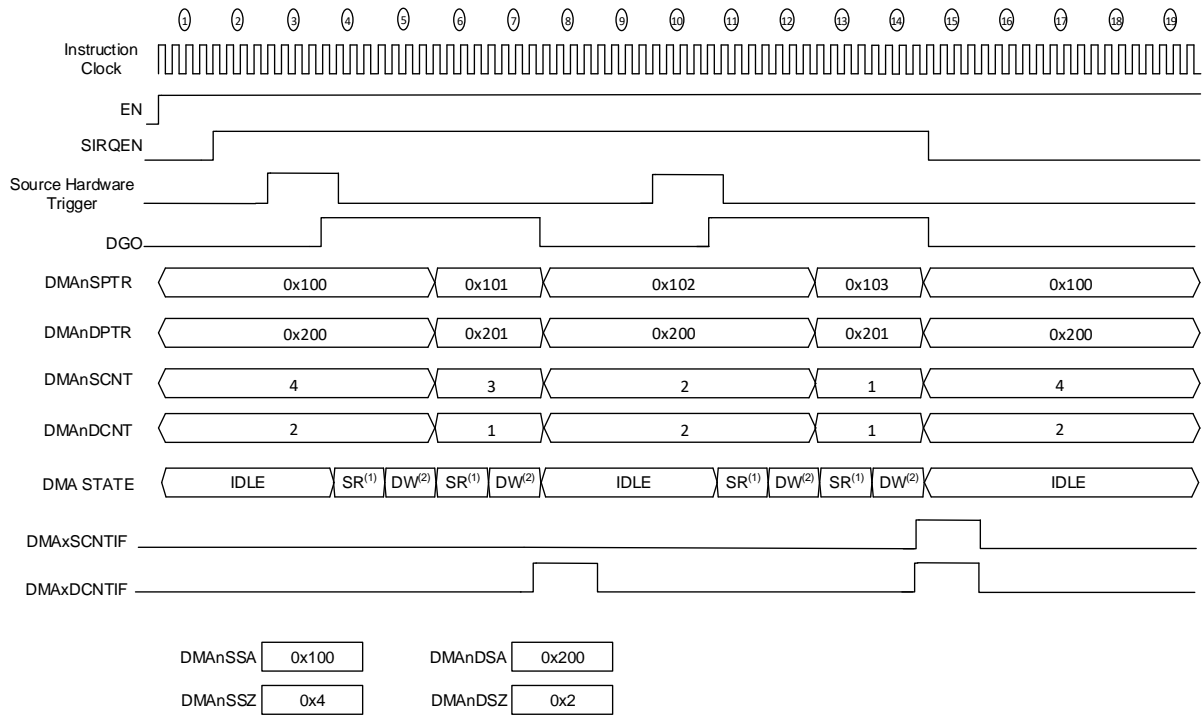 1 2 3 4 5 6 7 8 9 10 11 12 13 14 15 16 17 18 19
Instruction
Clock
EN
SIRQEN
Source Hardware
Trigger
DGO
DMAnSPTR 0x100 0x101 0x102 0x103 0x100
DMAnDPTR 0x200 0x201 0x200 0x201 0x200
DMAnSCNT 4 3 2 1 4
DMAnDCNT 2 1 2 1 2
DMA STATE IDLE SR(1) DW(2) SR(1) DW(2) IDLE SR(1) DW(2) SR(1) DW(2) IDLE
DMAxSCNTIF
DMAxDCNTIF
DMAnSSA 0x100 DMAnDSA 0x200
DMAnSSZ 0x4 DMAnDSZ 0x2